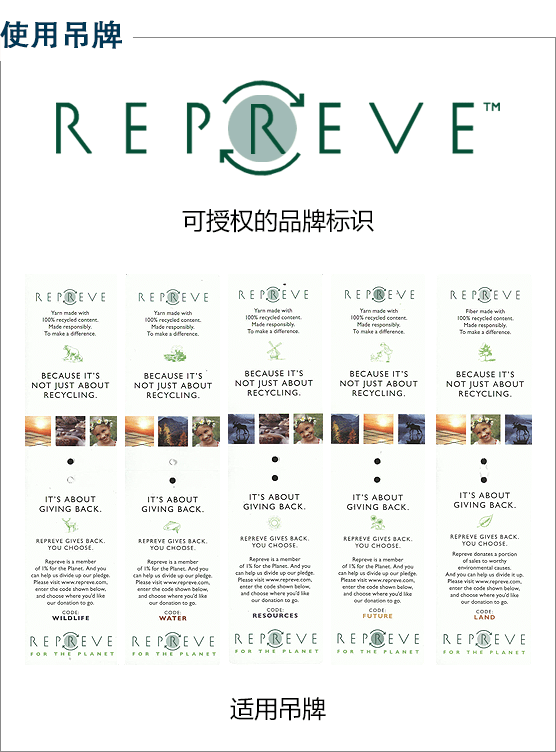 使用吊牌
REPREVE™
可授权的品牌标识
REPREVE
Yarn made with
100% recycled content.
Made responsibly.
To make a difference.
BECAUSE IT'S
NOT JUST ABOUT
RECYCLING.
IT'S ABOUT
GIVING BACK.
REPREVE GIVES BACK.
YOU CHOOSE.
Repreve is a member
of 1% for the Planet. And you
can help us divide up our pledge.
Please visit www.repreve.com,
enter the code shown below,
and choose where you'd like
our donation to go.
CODE:
WILDLIFE
REPREVE
FOR THE PLANET
REPREVE
Yarn made with
100% recycled content.
Made responsibly.
To make a difference.
BECAUSE IT'S
NOT JUST ABOUT
RECYCLING.
IT'S ABOUT
GIVING BACK.
REPREVE GIVES BACK.
YOU CHOOSE.
Repreve is a member
of 1% for the Planet. And you
can help us divide up our pledge.
Please visit www.repreve.com,
enter the code shown below,
and choose where you'd like
our donation to go.
CODE:
WATER
REPREVE
FOR THE PLANET
REPREVE
Yarn made with
100% recycled content.
Made responsibly.
To make a difference.
BECAUSE IT'S
NOT JUST ABOUT
RECYCLING.
IT'S ABOUT
GIVING BACK.
REPREVE GIVES BACK.
YOU CHOOSE.
Repreve is a member
of 1% for the Planet. And you
can help us divide up our pledge.
Please visit www.repreve.com,
enter the code shown below,
and choose where you'd like
our donation to go.
CODE:
RESOURCES
REPREVE
FOR THE PLANET
REPREVE
Yarn made with
100% recycled content.
Made responsibly.
To make a difference.
BECAUSE IT'S
NOT JUST ABOUT
RECYCLING.
IT'S ABOUT
GIVING BACK.
REPREVE GIVES BACK.
YOU CHOOSE.
Repreve is a member
of 1% for the Planet. And you
can help us divide up our pledge.
Please visit www.repreve.com,
enter the code shown below,
and choose where you'd like
our donation to go.
CODE:
FUTURE
REPREVE
FOR THE PLANET
REPREVE
Fiber made with
100% recycled content.
Made responsibly.
To make a difference.
BECAUSE IT'S
NOT JUST ABOUT
RECYCLING.
IT'S ABOUT
GIVING BACK.
REPREVE GIVES BACK.
YOU CHOOSE.
Repreve donates a portion
of sales to worthy
environmental causes.
And you can help us divide it up.
Please visit www.repreve.com,
enter the code shown below,
and choose where you'd like
our donation to go.
CODE:
LAND
REPREVE
FOR THE PLANET
适用吊牌